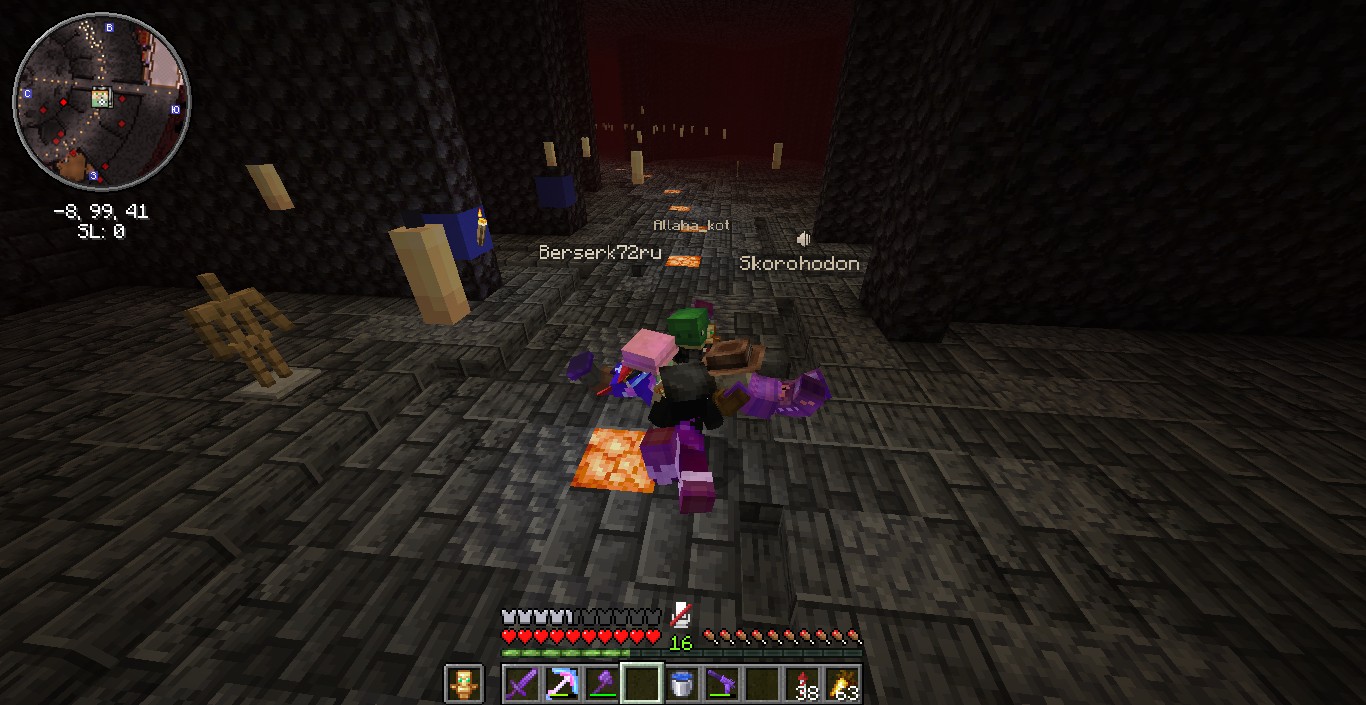 В
С
Ю
З
-8, 99, 41
SL: 0
Allaha_kot
Berserk72ru
Skorohodon
16
38
63